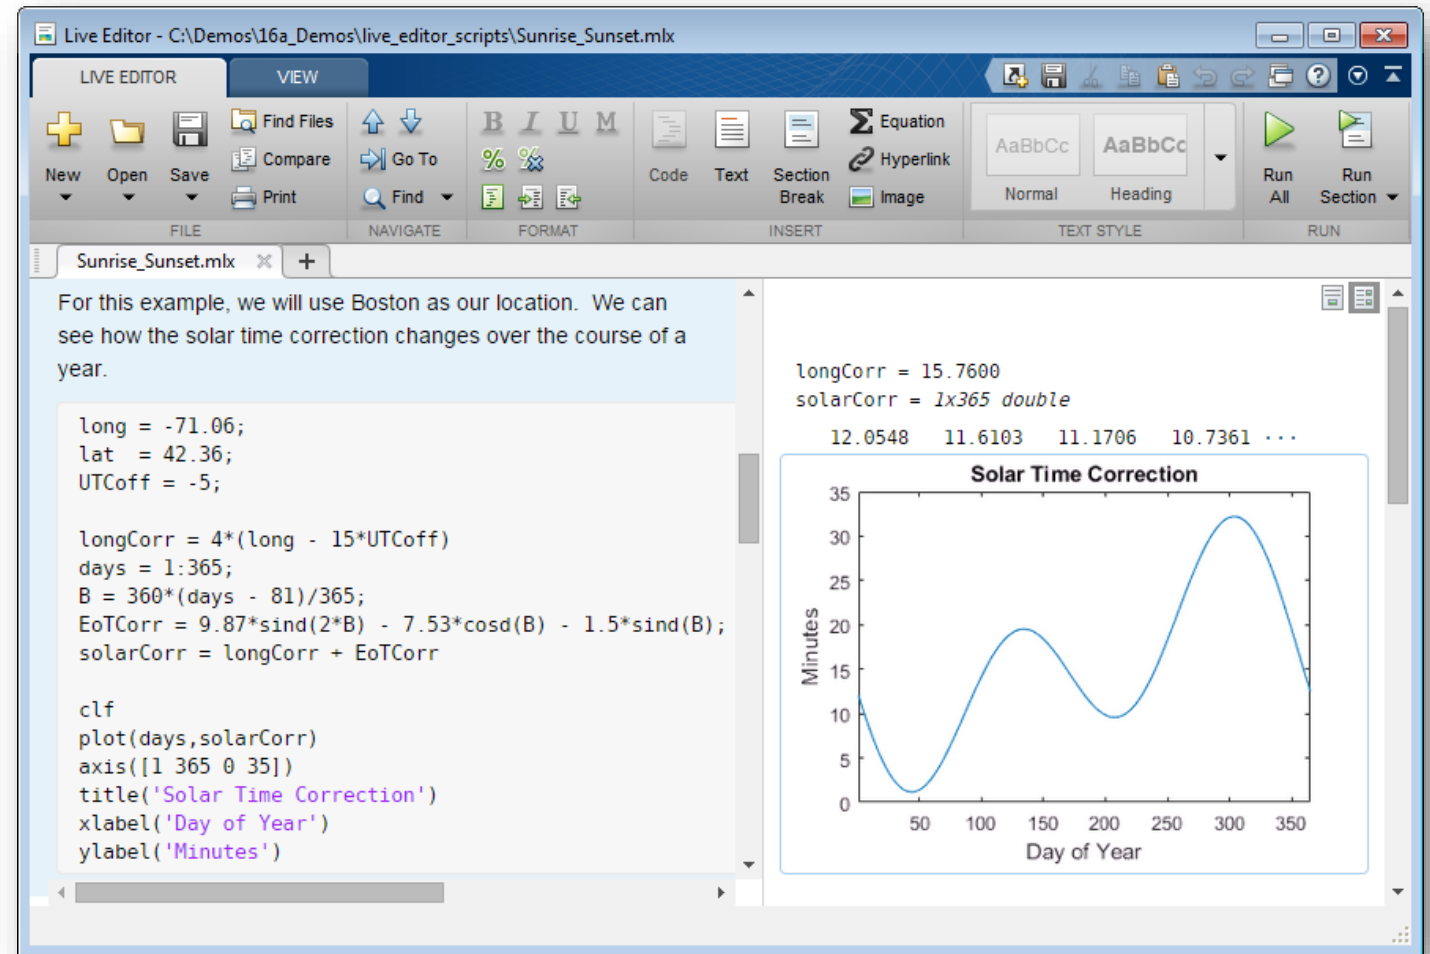 Live Editor - C:\Demos\16a_Demos\live_editor_scripts\Sunrise_Sunset.mlx
LIVE EDITOR VIEW
New Open Save Find Files Compare Print
FILE
Go To Find
NAVIGATE
B I U M
FORMAT
Code Text Section Break Equation Hyperlink Image
INSERT
AaBbCc AaBbCc
Normal Heading
TEXT STYLE
Run All Run Section
RUN
Sunrise_Sunset.mlx
For this example, we will use Boston as our location. We can
see how the solar time correction changes over the course of a
year.
long = -71.06;
lat = 42.36;
UTCoff = -5;
longCorr = 4*(long - 15*UTCoff)
days = 1:365;
B = 360*(days - 81)/365;
EoTCorr = 9.87*sind(2*B) - 7.53*cosd(B) - 1.5*sind(B);
solarCorr = longCorr + EoTCorr
clf
plot(days,solarCorr)
axis([1 365 0 35])
title('Solar Time Correction')
xlabel('Day of Year')
ylabel('Minutes')
longCorr = 15.7600
solarCorr = 1x365 double
12.0548 11.6103 11.1706 10.7361 ···
Solar Time Correction
35
30
25
20
15
10
5
0
Minutes
50 100 150 200 250 300 350
Day of Year